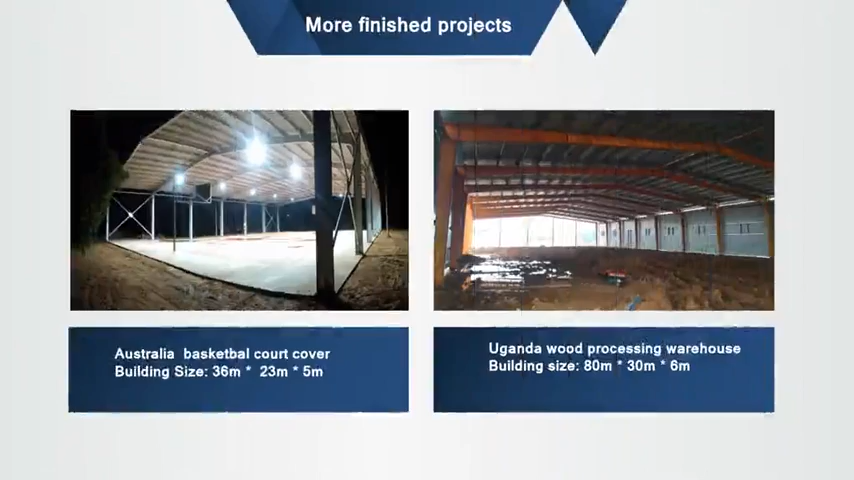 More finished projects
Australia basketbal court cover
Building Size: 36m * 23m * 5m
Uganda wood processing warehouse
Building size: 80m * 30m * 6m